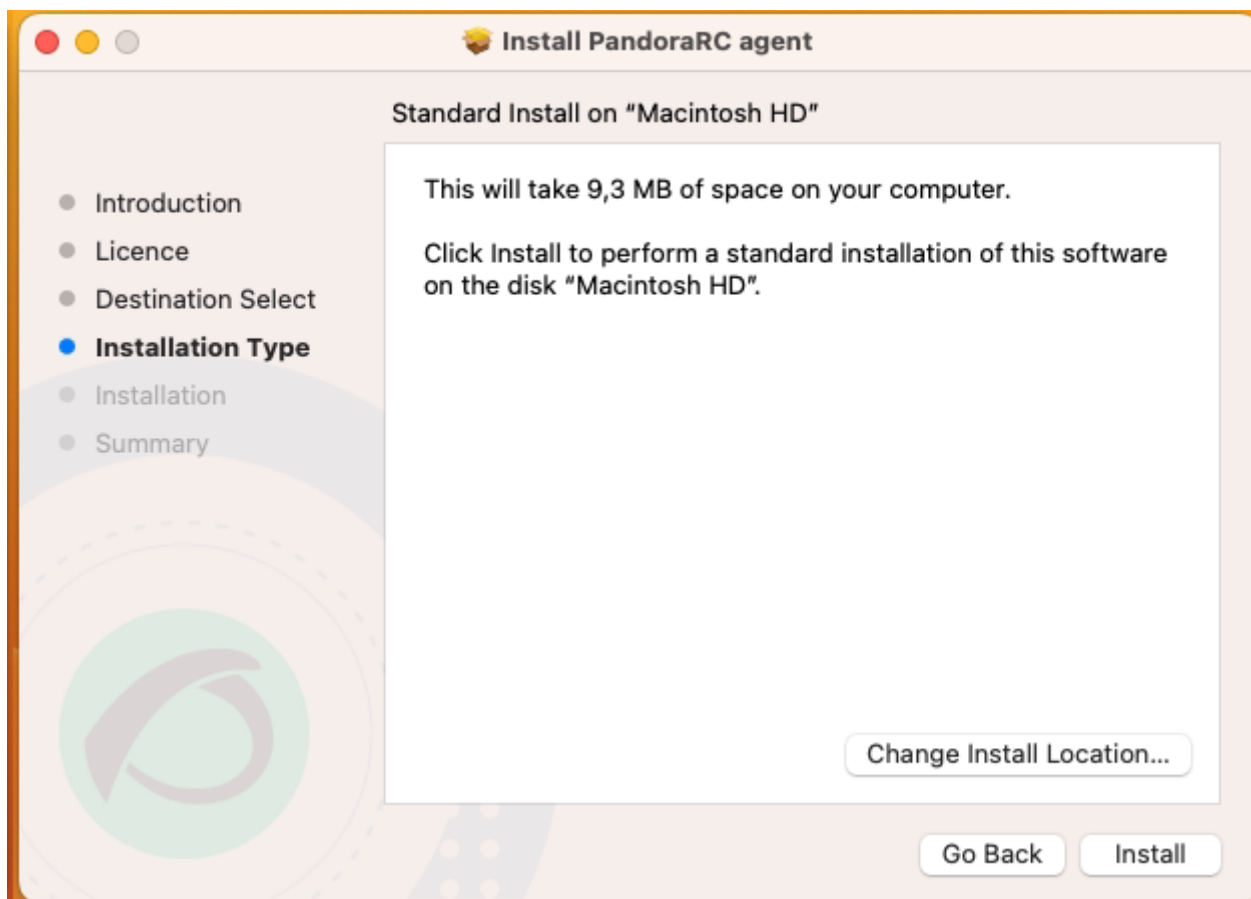 Install PandoraRC agent
Standard Install on “Macintosh HD”
Introduction
Licence
Destination Select
Installation Type
Installation
Summary
This will take 9,3 MB of space on your computer.
Click Install to perform a standard installation of this software
on the disk “Macintosh HD”.
Change Install Location...
Go Back
Install